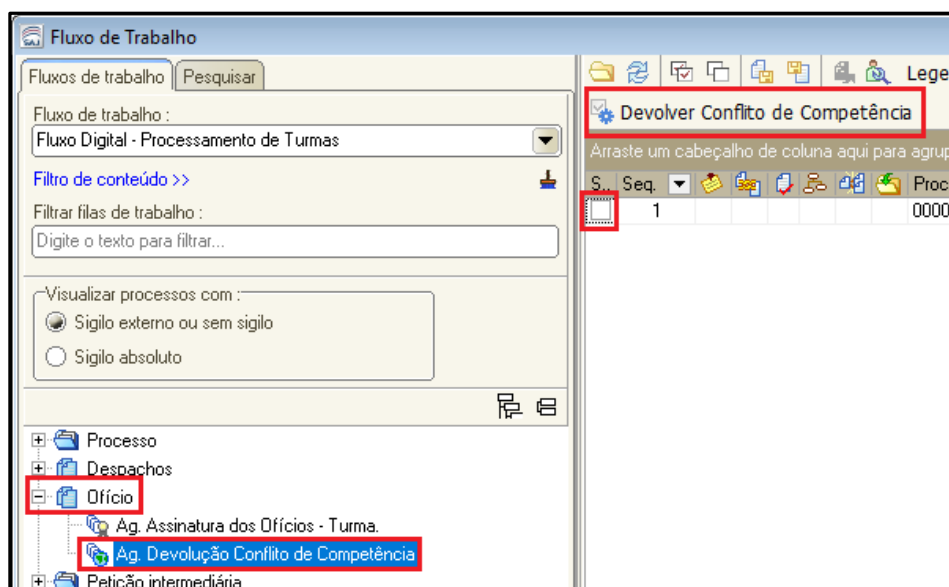 Fluxo de Trabalho
Fluxos de trabalho Pesquisar
Fluxo de trabalho :
Fluxo Digital - Processamento de Turmas
Filtro de conteúdo >>
Filtrar filas de trabalho :
Digite o texto para filtrar...
Visualizar processos com :
Sigilo externo ou sem sigilo
Sigilo absoluto
Processo
Despachos
Ofício
Ag. Assinatura dos Ofícios - Turma.
Ag. Devolução Conflito de Competência
Petição intermediária
Lege
Devolver Conflito de Competência
Arraste um cabeçalho de coluna aqui para agrup
S.. Seq. Proc
1 0000